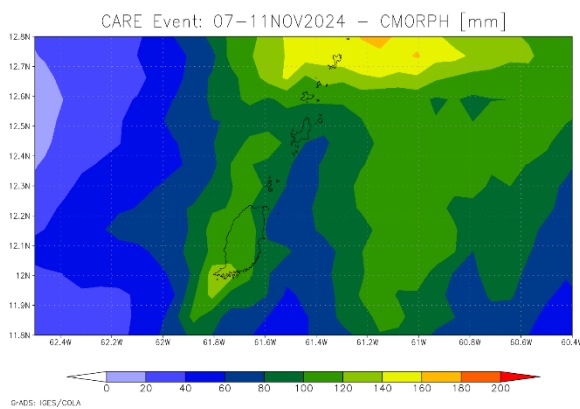 CARE Event: 07-11NOV2024 - CMORPH [mm]
12.8N
12.7N
12.6N
12.5N
12.4N
12.3N
12.2N
12.1N
12N
11.9N
11.8N
62.4W 62.2W 62W 61.8W 61.6W 61.4W 61.2W 61W 60.8W 60.6W 60.4W
0 20 40 60 80 100 120 140 160 180 200
GrADS: IGES/COLA